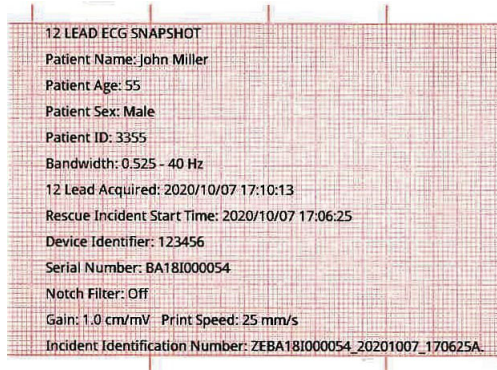 12 LEAD ECG SNAPSHOT
Patient Name: John Miller
Patient Age: 55
Patient Sex: Male
Patient ID: 3355
Bandwidth: 0.525 - 40 Hz
12 Lead Acquired: 2020/10/07 17:10:13
Rescue Incident Start Time: 2020/10/07 17:06:25
Device Identifier: 123456
Serial Number: BA18I000054
Notch Filter: Off
Gain: 1.0 cm/mV Print Speed: 25 mm/s
Incident Identification Number: ZEBA18I000054_20201007_170625A